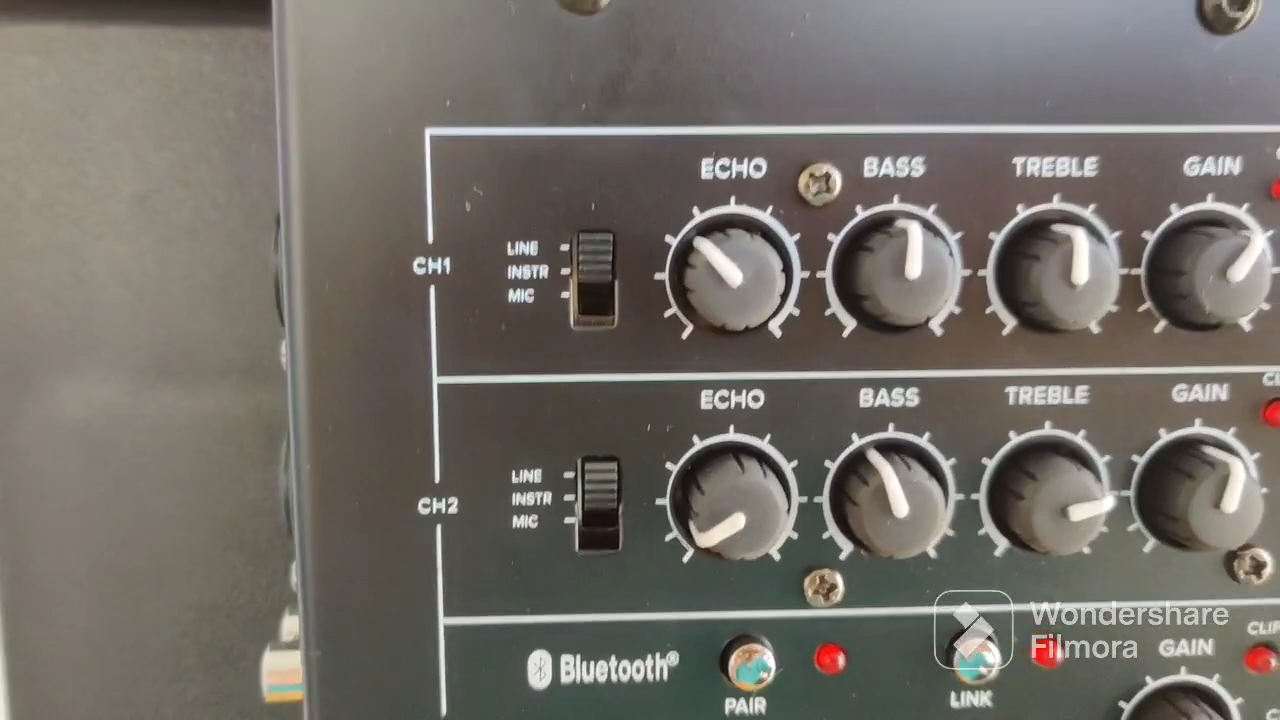 ECHO BASS TREBLE GAIN
LINE
CH1 INSTR
MIC
ECHO BASS TREBLE GAIN
LINE
CH2 INSTR
MIC
Bluetooth® PAIR LINK GAIN
Wondershare
Filmora